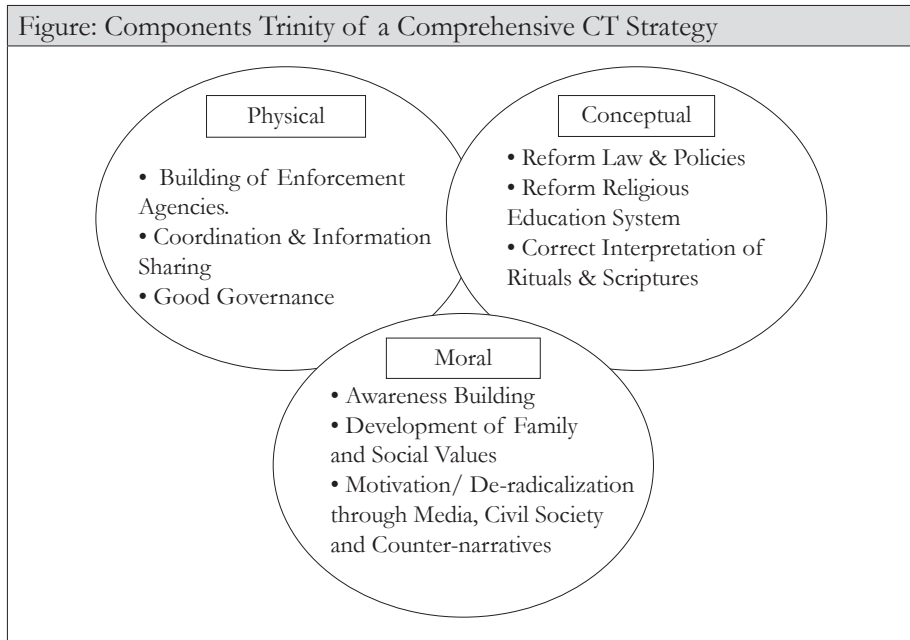 Figure: Components Trinity of a Comprehensive CT Strategy
Physical
• Building of Enforcement
Agencies.
• Coordination & Information
Sharing
• Good Governance
Conceptual
• Reform Law & Policies
• Reform Religious
Education System
• Correct Interpretation of
Rituals & Scriptures
Moral
• Awareness Building
• Development of Family
and Social Values
• Motivation/ De-radicalization
through Media, Civil Society
and Counter-narratives